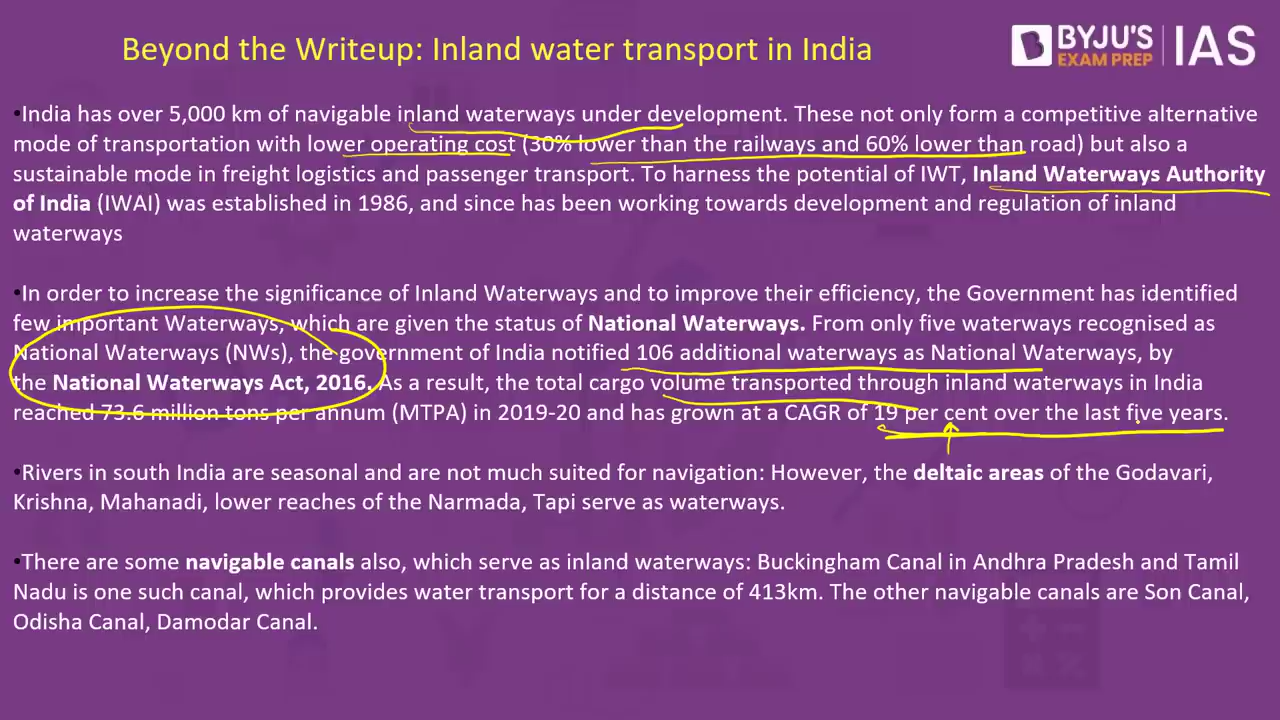 Beyond the Writeup: Inland water transport in India
BYJU'S
EXAM PREP
IAS
•India has over 5,000 km of navigable inland waterways under development. These not only form a competitive alternative
mode of transportation with lower operating cost (30% lower than the railways and 60% lower than road) but also a
sustainable mode in freight logistics and passenger transport. To harness the potential of IWT, Inland Waterways Authority
of India (IWAI) was established in 1986, and since has been working towards development and regulation of inland
waterways
•In order to increase the significance of Inland Waterways and to improve their efficiency, the Government has identified
few important Waterways, which are given the status of National Waterways. From only five waterways recognised as
National Waterways (NWs), the government of India notified 106 additional waterways as National Waterways, by
the National Waterways Act, 2016. As a result, the total cargo volume transported through inland waterways in India
reached 73.6 million tons per annum (MTPA) in 2019-20 and has grown at a CAGR of 19 per cent over the last five years.
•Rivers in south India are seasonal and are not much suited for navigation: However, the deltaic areas of the Godavari,
Krishna, Mahanadi, lower reaches of the Narmada, Tapi serve as waterways.
•There are some navigable canals also, which serve as inland waterways: Buckingham Canal in Andhra Pradesh and Tamil
Nadu is one such canal, which provides water transport for a distance of 413km. The other navigable canals are Son Canal,
Odisha Canal, Damodar Canal.